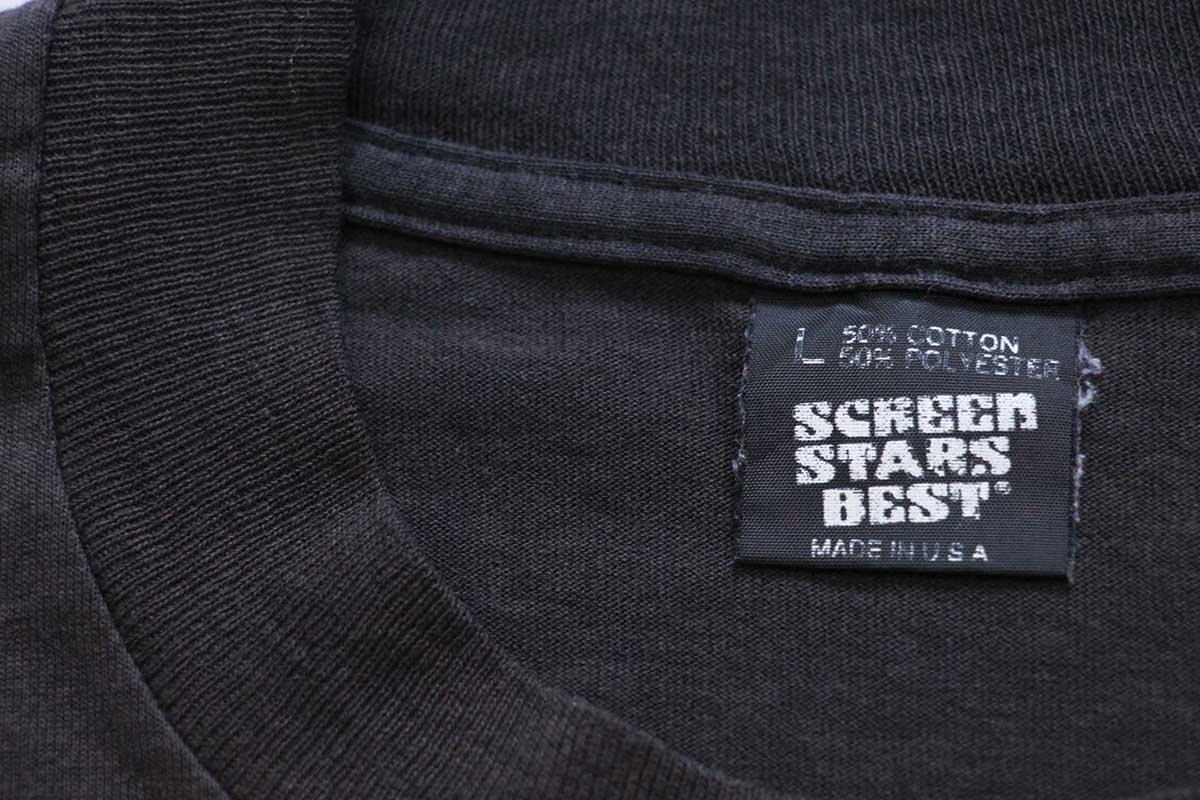 L 50% COTTON
50% POLYESTER
SCREEN
STARS
BEST®
MADE IN U S A